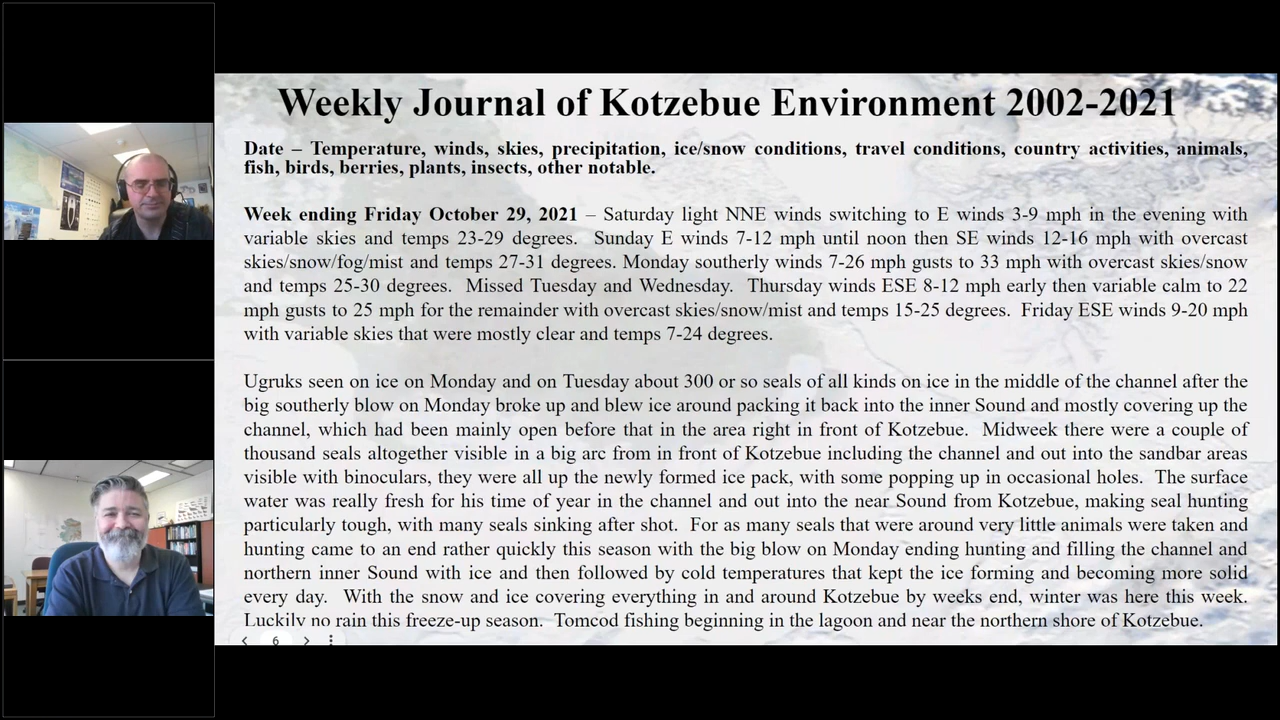 Weekly Journal of Kotzebue Environment 2002-2021
Date – Temperature, winds, skies, precipitation, ice/snow conditions, travel conditions, country activities, animals,
fish, birds, berries, plants, insects, other notable.
Week ending Friday October 29, 2021 – Saturday light NNE winds switching to E winds 3-9 mph in the evening with
variable skies and temps 23-29 degrees. Sunday E winds 7-12 mph until noon then SE winds 12-16 mph with overcast
skies/snow/fog/mist and temps 27-31 degrees. Monday southerly winds 7-26 mph gusts to 33 mph with overcast skies/snow
and temps 25-30 degrees. Missed Tuesday and Wednesday. Thursday winds ESE 8-12 mph early then variable calm to 22
mph gusts to 25 mph for the remainder with overcast skies/snow/mist and temps 15-25 degrees. Friday ESE winds 9-20 mph
with variable skies that were mostly clear and temps 7-24 degrees.
Ugruks seen on ice on Monday and on Tuesday about 300 or so seals of all kinds on ice in the middle of the channel after the
big southerly blow on Monday broke up and blew ice around packing it back into the inner Sound and mostly covering up the
channel, which had been mainly open before that in the area right in front of Kotzebue. Midweek there were a couple of
thousand seals altogether visible in a big arc from in front of Kotzebue including the channel and out into the sandbar areas
visible with binoculars, they were all up the newly formed ice pack, with some popping up in occasional holes. The surface
water was really fresh for his time of year in the channel and out into the near Sound from Kotzebue, making seal hunting
particularly tough, with many seals sinking after shot. For as many seals that were around very little animals were taken and
hunting came to an end rather quickly this season with the big blow on Monday ending hunting and filling the channel and
northern inner Sound with ice and then followed by cold temperatures that kept the ice forming and becoming more solid
every day. With the snow and ice covering everything in and around Kotzebue by weeks end, winter was here this week.
Luckily no rain this freeze-up season. Tomcod fishing beginning in the lagoon and near the northern shore of Kotzebue.
6